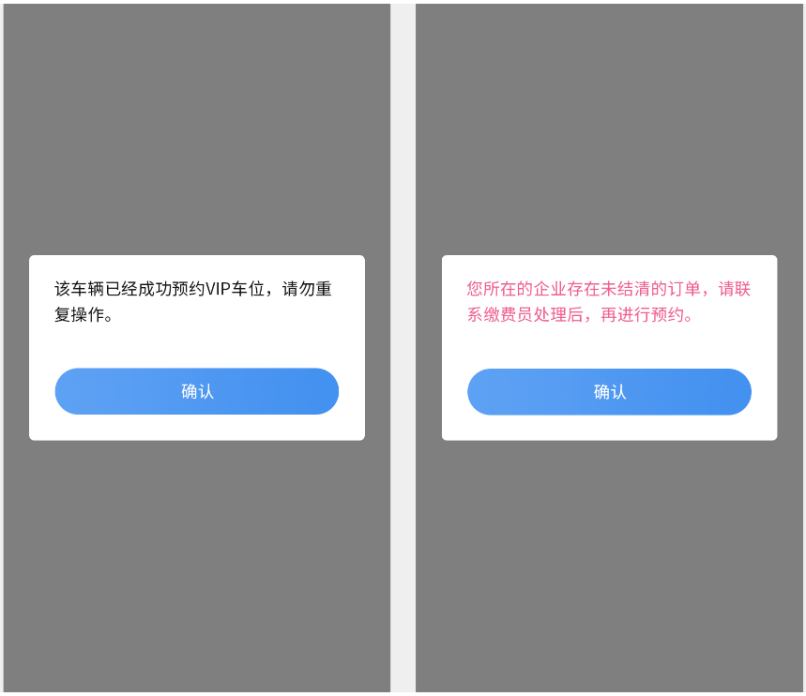 该车辆已经成功预约VIP车位，请勿重
复操作。
确认
您所在的企业存在未结清的订单，请联
系缴费员处理后，再进行预约。
确认